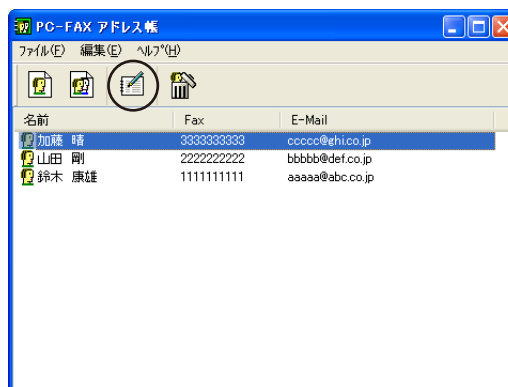 PC-FAX アドレス帳
ファイル(F) 編集(E) ヘルプ(H)
名前 Fax E-Mail
加藤 晴 3333333333 ccccc@ghi.co.jp
山田 剛 2222222222 bbbbb@def.co.jp
鈴木 康雄 1111111111 aaaaa@abc.co.jp